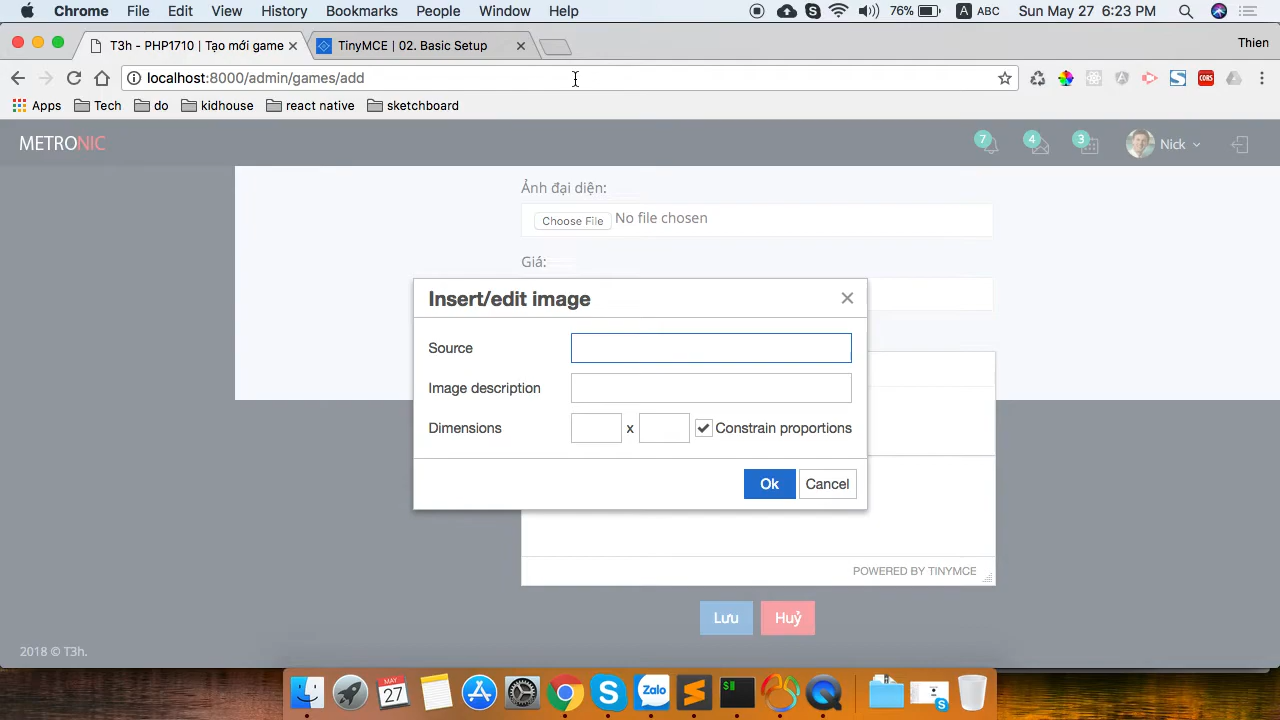 Chrome File Edit View History Bookmarks People Window Help 76% A ABC Sun May 27 6:23 PM
T3h - PHP1710 | Tạo mới game TinyMCE | 02. Basic Setup Thien
localhost:8000/admin/games/add CORS
Apps Tech do kidhouse react native sketchboard
METRONIC 7 4 3 Nick
Ảnh đại diện:
Choose File No file chosen
Giá:
Insert/edit image
Source
Image description
Dimensions x Constrain proportions
Ok Cancel
POWERED BY TINYMCE
Lưu Huỷ
2018 © T3h.
MAY
27 Zalo $